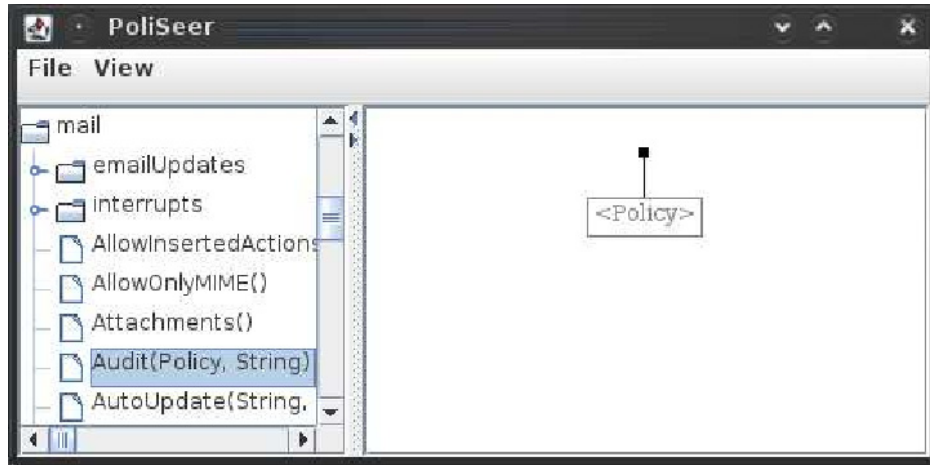 PoliSeer
File View
mail
emailUpdates
interrupts
AllowInsertedActions
AllowOnlyMIME()
Attachments()
Audit(Policy, String)
AutoUpdate(String,
<Policy>